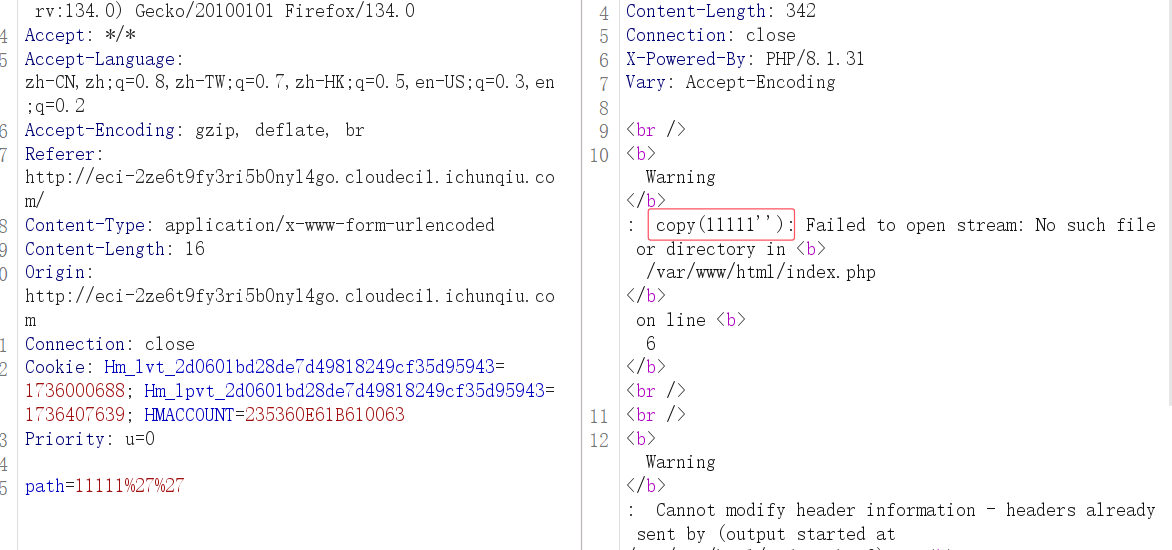 rv:134.0) Gecko/20100101 Firefox/134.0
4 Accept: */*
5 Accept-Language:
zh-CN,zh;q=0.8,zh-TW;q=0.7,zh-HK;q=0.5,en-US;q=0.3,en
;q=0.2
6 Accept-Encoding: gzip, deflate, br
7 Referer:
http://eci-2ze6t9fy3ri5b0nyl4go.cloudeci1.ichunqiu.co
m/
8 Content-Type: application/x-www-form-urlencoded
9 Content-Length: 16
0 Origin:
http://eci-2ze6t9fy3ri5b0nyl4go.cloudeci1.ichunqiu.co
m
1 Connection: close
2 Cookie: Hm_lvt_2d0601bd28de7d49818249cf35d95943=
1736000688; Hm_lpvt_2d0601bd28de7d49818249cf35d95943=
1736407639; HMACCOUNT=235360E61B610063
3 Priority: u=0
4
5 path=11111%27%27
4 Content-Length: 342
5 Connection: close
6 X-Powered-By: PHP/8.1.31
7 Vary: Accept-Encoding
8
9 <br />
10 <b>
Warning
</b>
: copy(11111''): Failed to open stream: No such file
or directory in <b>
/var/www/html/index.php
</b>
on line <b>
6
</b>
<br />
11 <br />
12 <b>
Warning
</b>
: Cannot modify header information - headers already
sent by (output started at